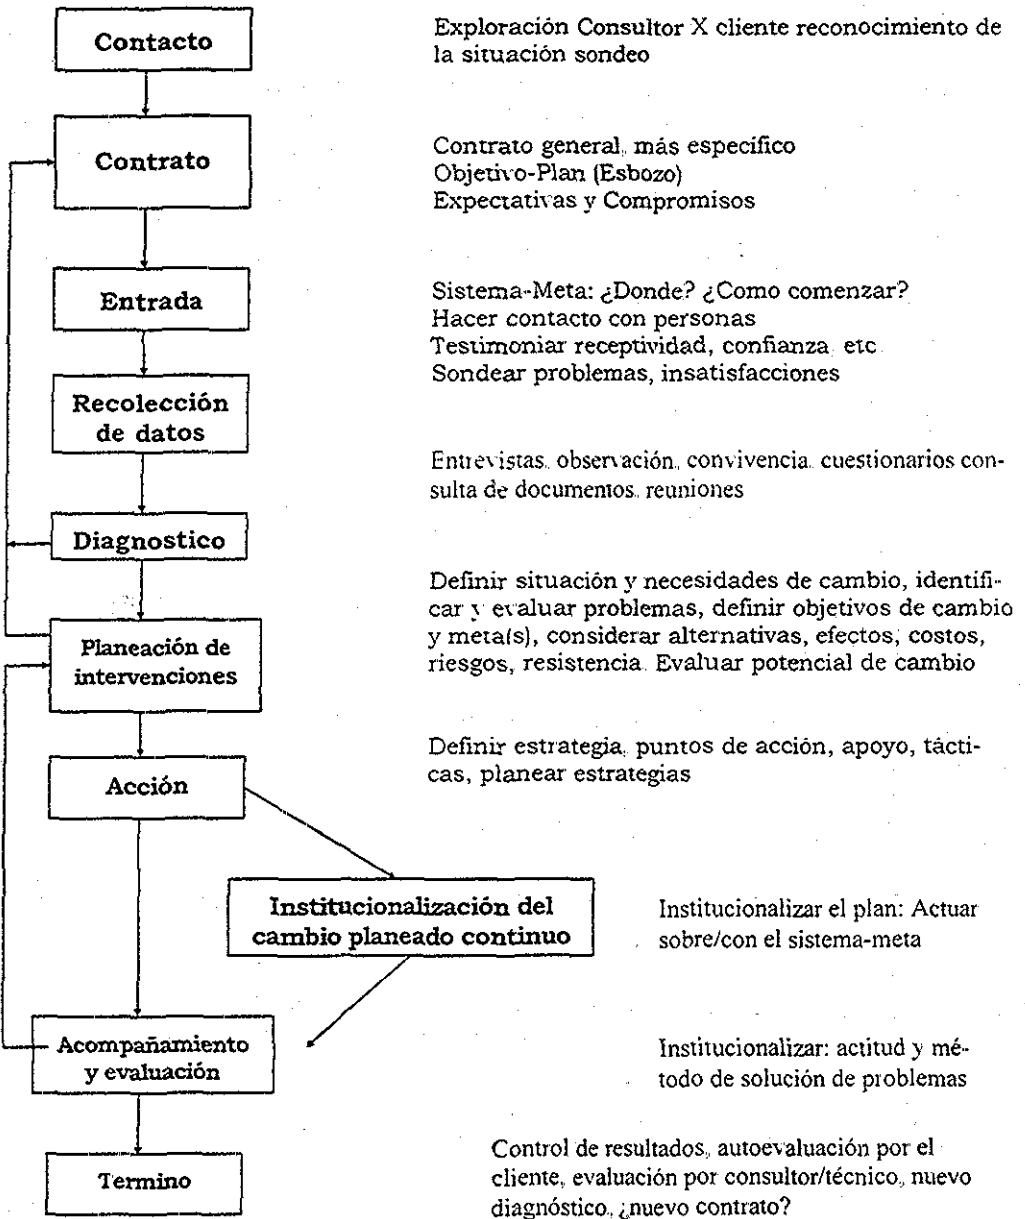 Contacto
Exploración Consultor X cliente reconocimiento de
la situación sondeo
Contrato
Contrato general, más específico
Objetivo-Plan (Esbozo)
Expectativas y Compromisos
Entrada
Sistema-Meta: ¿Donde? ¿Como comenzar?
Hacer contacto con personas
Testimoniar receptividad, confianza etc
Sondear problemas, insatisfacciones
Recolección
de datos
Entrevistas, observación, convivencia, cuestionarios con-
sulta de documentos, reuniones
Diagnostico
Definir situación y necesidades de cambio, identifi-
car y evaluar problemas, definir objetivos de cambio
y meta(s), considerar alternativas, efectos, costos,
riesgos, resistencia. Evaluar potencial de cambio
Planeación de
intervenciones
Definir estrategia, puntos de acción, apoyo, tácti-
cas, planear estrategias
Acción
Institucionalización del
cambio planeado continuo
Institucionalizar el plan: Actuar
sobre/con el sistema-meta
Acompañamiento
y evaluación
Institucionalizar: actitud y mé-
todo de solución de problemas
Termino
Control de resultados, autoevaluación por el
cliente, evaluación por consultor/técnico, nuevo
diagnóstico, ¿nuevo contrato?